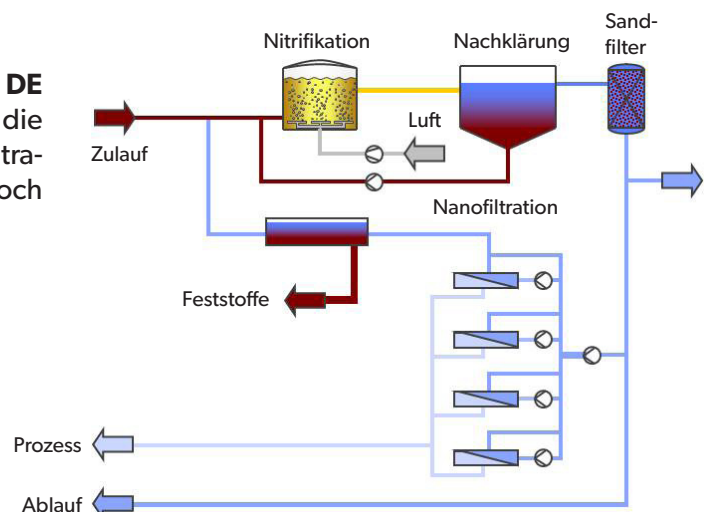 DE
die
tra-
och
Nitrifikation
Nachklärung
Sand-
filter
Luft
Zulauf
Nanofiltration
Feststoffe
Prozess
Ablauf